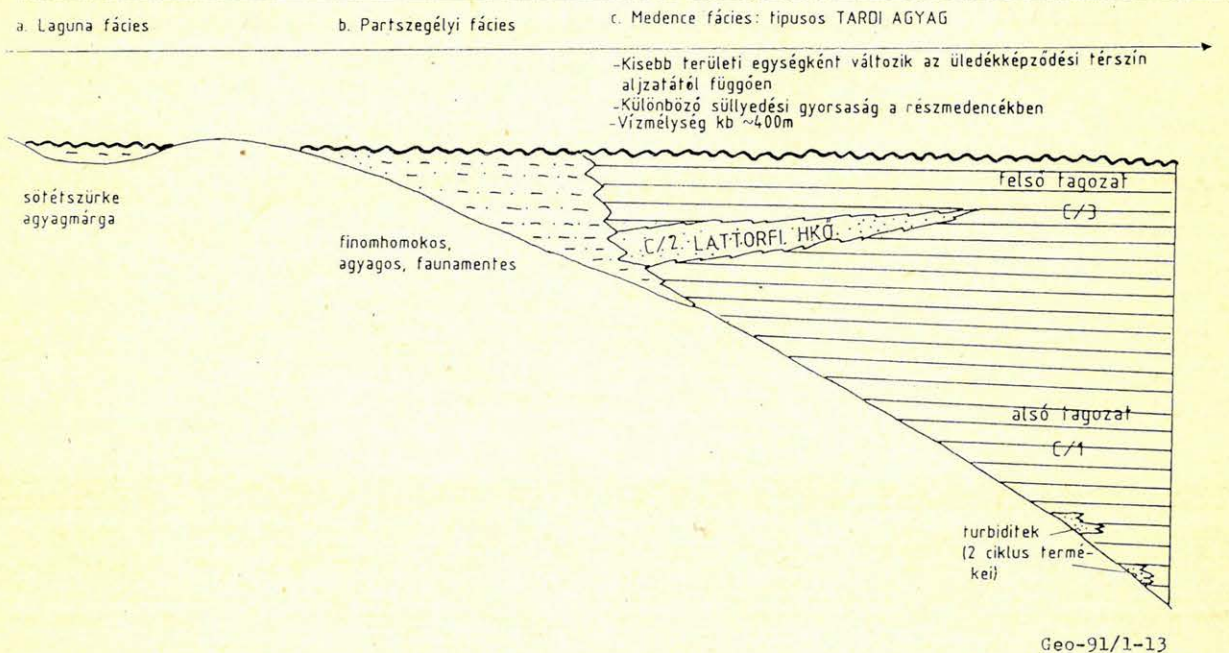 a. Laguna fácies
b. Partszegélyi fácies
c. Medence fácies: tipusos TARDI AGYAG
-Kisebb területi egységként változik az üledékképződési térszín
aljzatától függően
-Különböző süllyedési gyorsaság a részmedencékben
-Vízmélység kb ~400m
sötétszürke
agyagmárga
finomhomokos,
agyagos, faunamentes
felső tagozat
C/3
C/2. LATTORFI. HKŐ.
alsó tagozat
C/1
turbiditek
(2 ciklus termé-
kei)
Geo-91/1-13